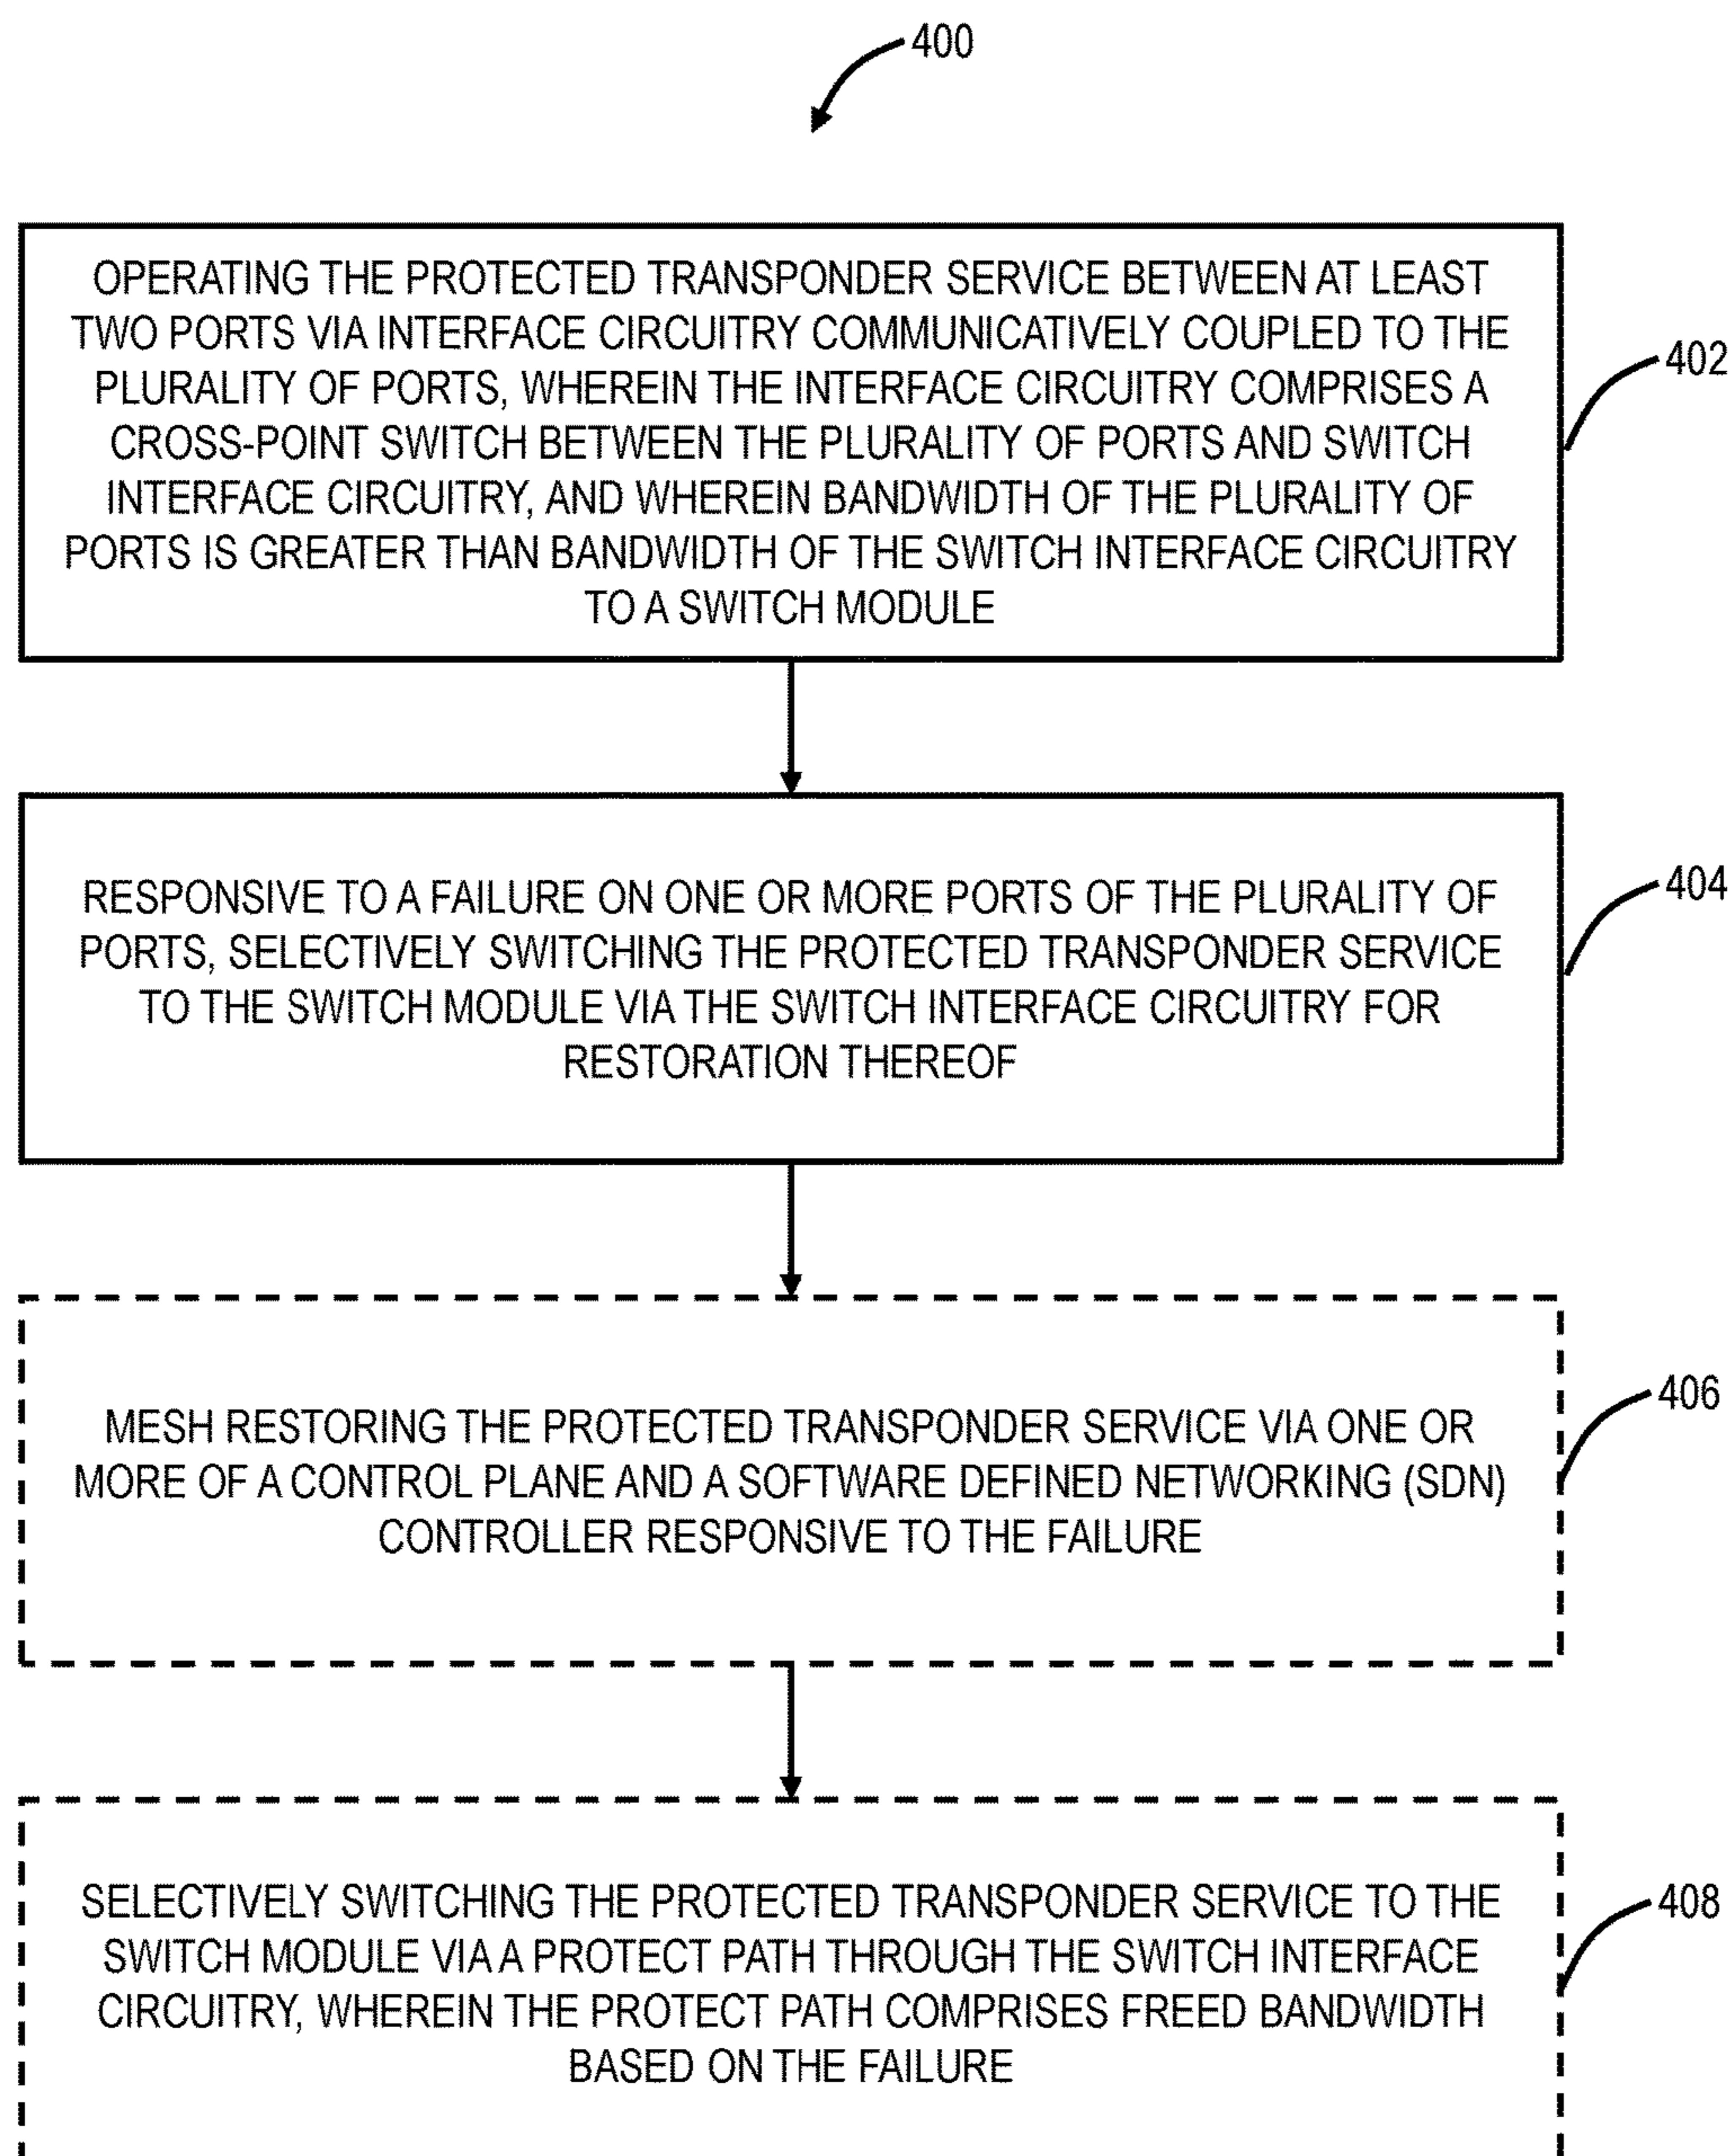 400
OPERATING THE PROTECTED TRANSPONDER SERVICE BETWEEN AT LEAST
TWO PORTS VIA INTERFACE CIRCUITRY COMMUNICATIVELY COUPLED TO THE
PLURALITY OF PORTS, WHEREIN THE INTERFACE CIRCUITRY COMPRISES A
CROSS-POINT SWITCH BETWEEN THE PLURALITY OF PORTS AND SWITCH
INTERFACE CIRCUITRY, AND WHEREIN BANDWIDTH OF THE PLURALITY OF
PORTS IS GREATER THAN BANDWIDTH OF THE SWITCH INTERFACE CIRCUITRY
TO A SWITCH MODULE
402
RESPONSIVE TO A FAILURE ON ONE OR MORE PORTS OF THE PLURALITY OF
PORTS, SELECTIVELY SWITCHING THE PROTECTED TRANSPONDER SERVICE
TO THE SWITCH MODULE VIA THE SWITCH INTERFACE CIRCUITRY FOR
RESTORATION THEREOF
404
MESH RESTORING THE PROTECTED TRANSPONDER SERVICE VIA ONE OR
MORE OF A CONTROL PLANE AND A SOFTWARE DEFINED NETWORKING (SDN)
CONTROLLER RESPONSIVE TO THE FAILURE
406
SELECTIVELY SWITCHING THE PROTECTED TRANSPONDER SERVICE TO THE
SWITCH MODULE VIA A PROTECT PATH THROUGH THE SWITCH INTERFACE
CIRCUITRY, WHEREIN THE PROTECT PATH COMPRISES FREED BANDWIDTH
BASED ON THE FAILURE
408